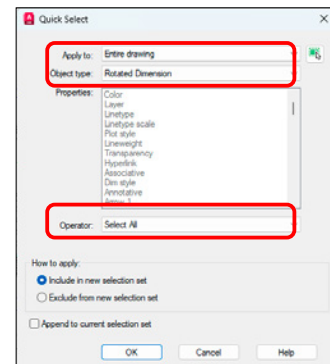 Quick Select
Apply to: Entire drawing
Object type: Rotated Dimension
Properties: Color
Layer
Linetype
Linetype scale
Plot style
Lineweight
Transparency
Hyperlink
Associative
Dim style
Annotative
Arrow 1
Operator: Select All
How to apply:
Include in new selection set
Exclude from new selection set
Append to current selection set
OK Cancel Help